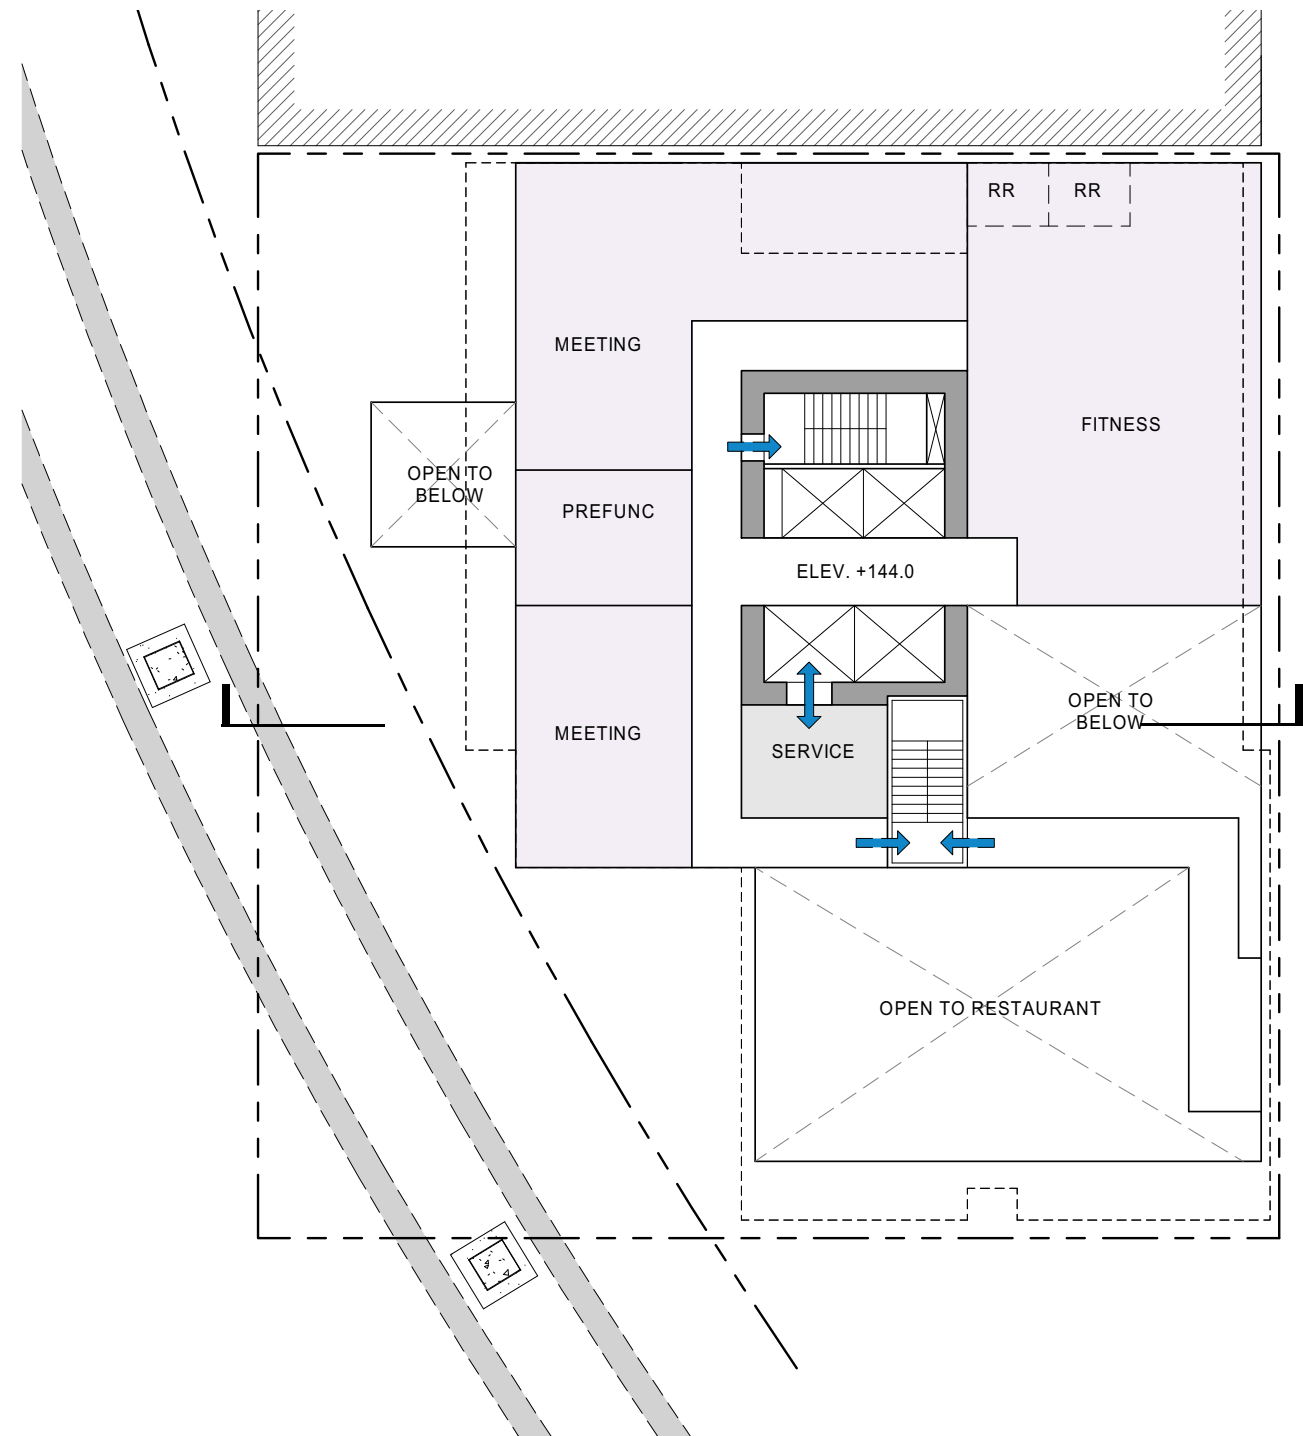 RR
RR
MEETING
FITNESS
OPEN TO
BELOW
PREFUNC
ELEV. +144.0
OPEN TO
BELOW
MEETING
SERVICE
OPEN TO RESTAURANT